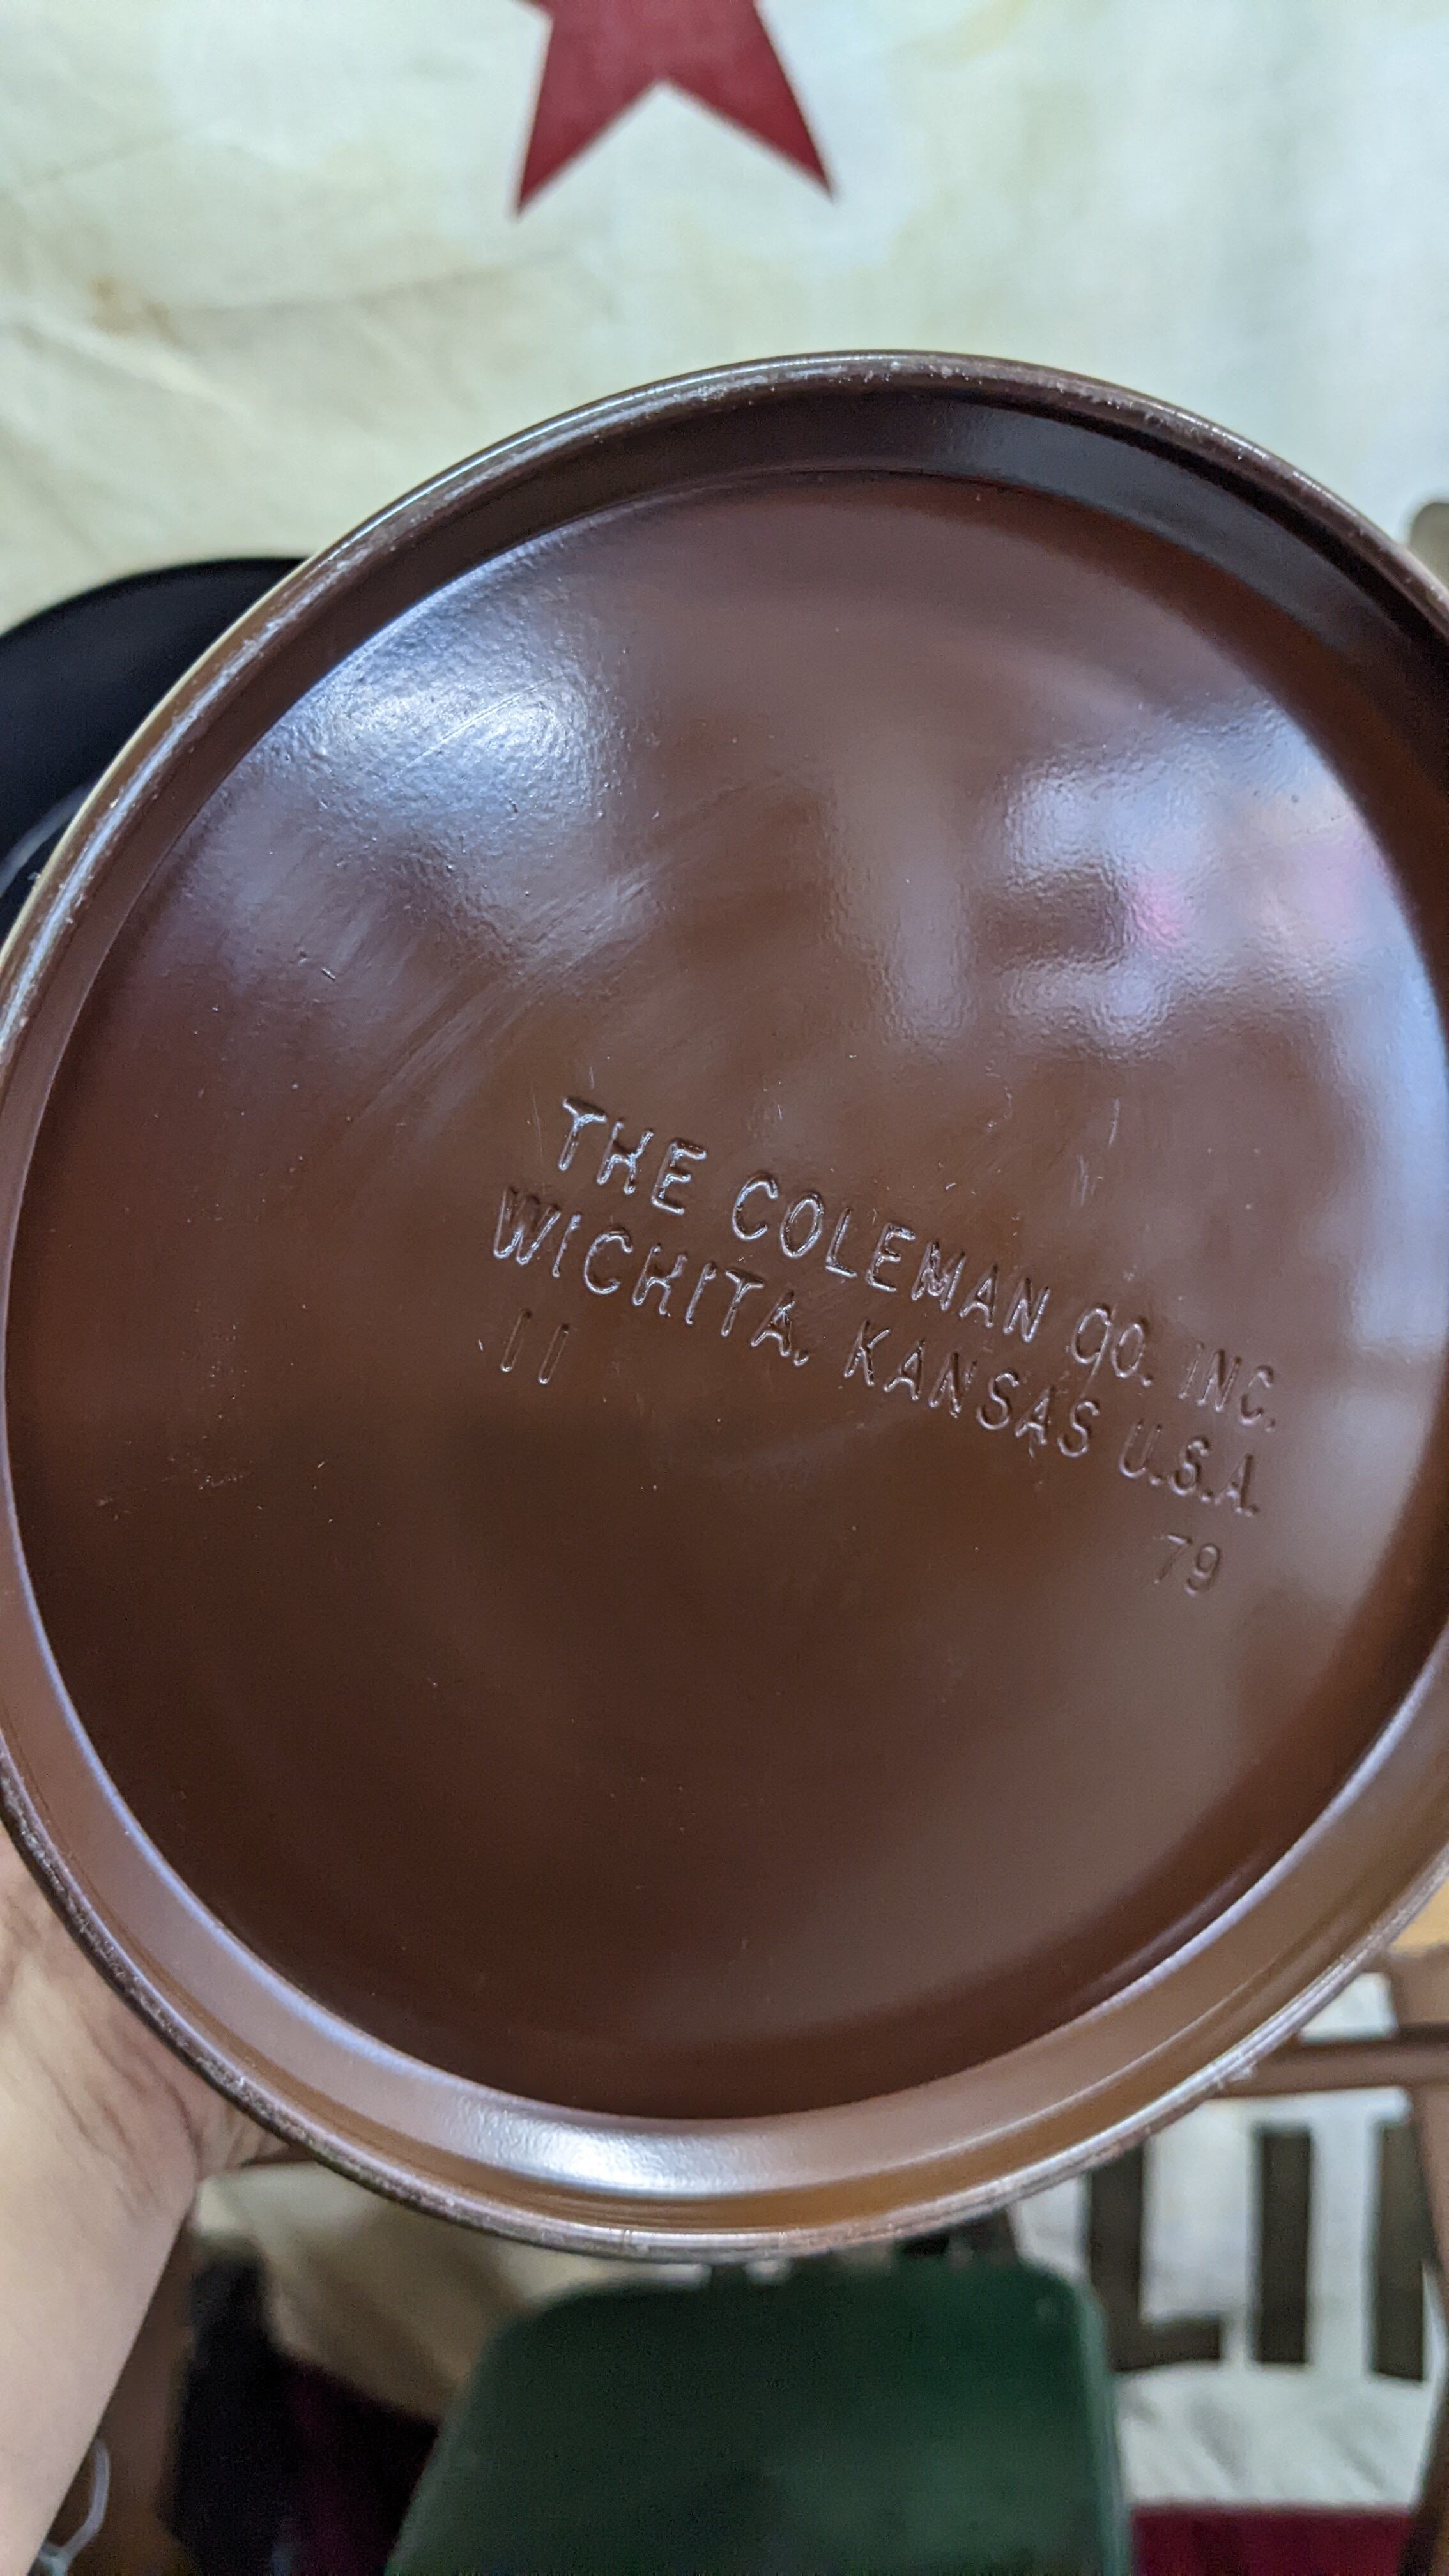 THE COLEMAN CO. INC.
WICHITA, KANSAS U.S.A.
11
79